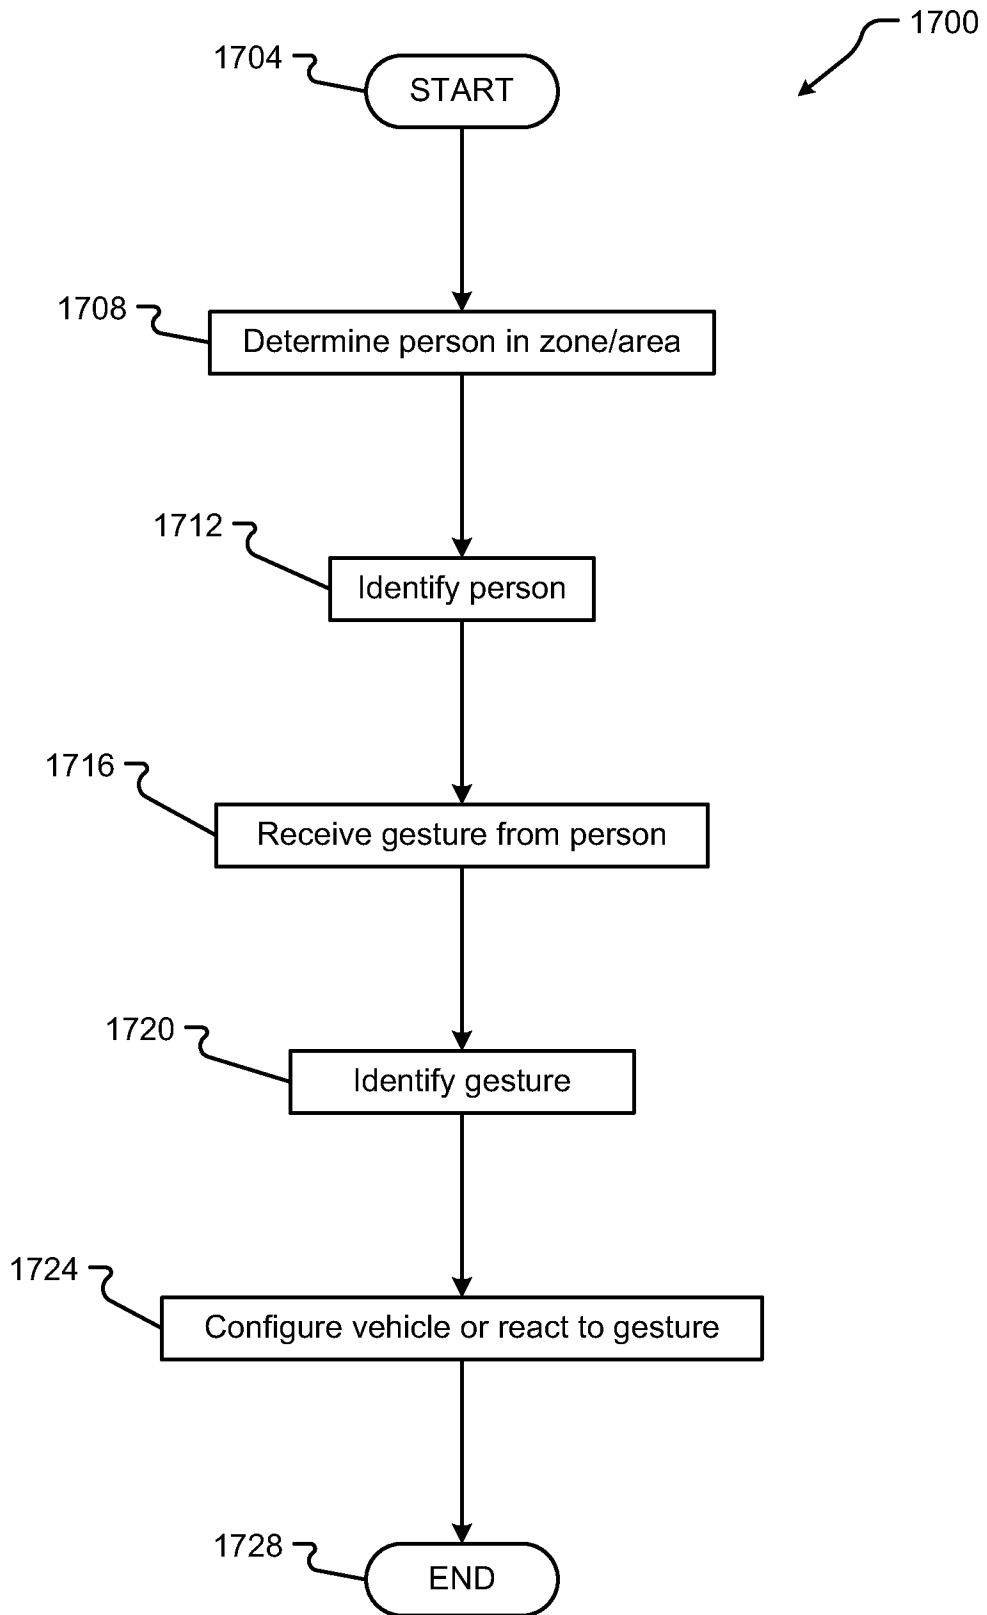 1700
1704
START
1708
Determine person in zone/area
1712
Identify person
1716
Receive gesture from person
1720
Identify gesture
1724
Configure vehicle or react to gesture
1728
END